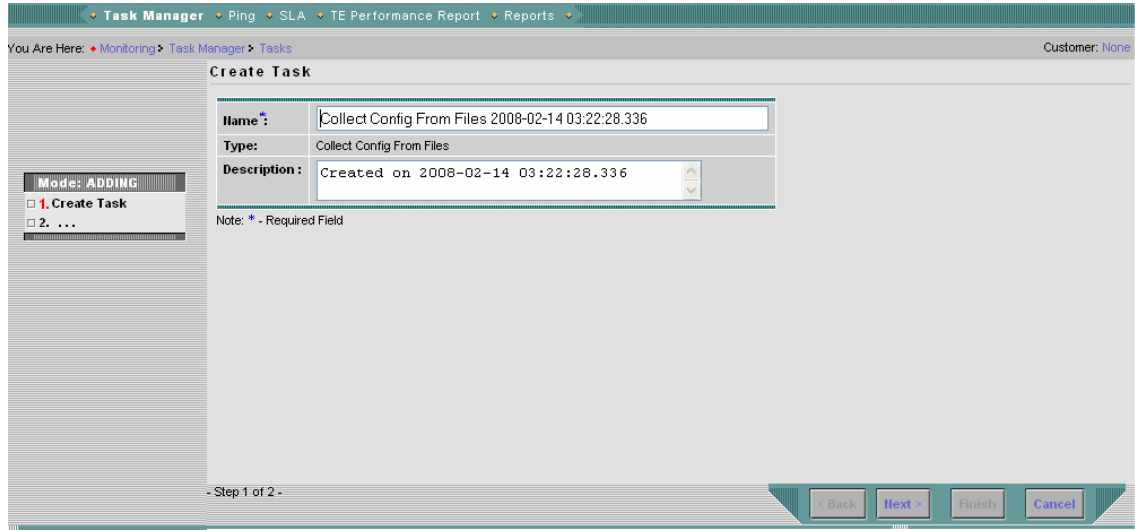 Task Manager Ping SLA TE Performance Report Reports
You Are Here: Monitoring Task Manager Tasks Customer: None
Create Task
Name*: Collect Config From Files 2008-02-14 03:22:28.336
Type: Collect Config From Files
Description: Created on 2008-02-14 03:22:28.336
Note: * - Required Field
Mode: ADDING
1. Create Task
2. ...
- Step 1 of 2 -
< Back Next > Finish Cancel